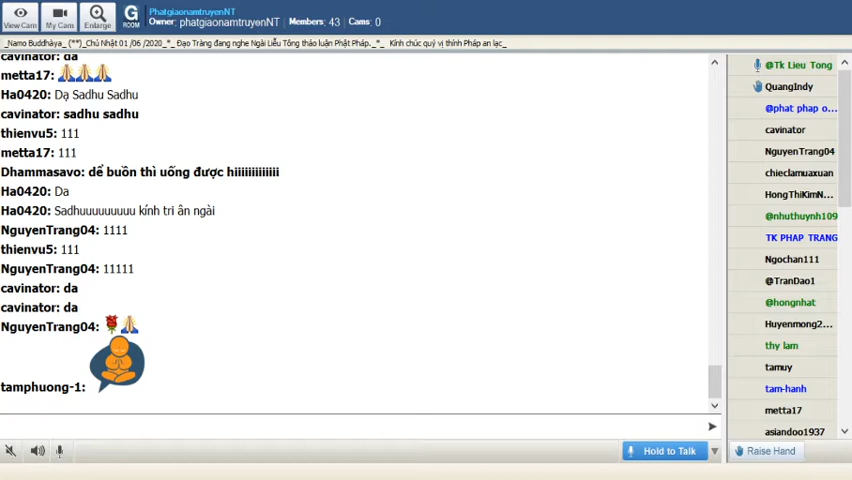 View Cam
My Cam
Enlarge
G
ROOM
PhatgiaonamtruyenNT
Owner: phatgiaonamtruyenNT
Members: 43
Cams: 0
_Namo Buddhàya_ (**)_Chủ Nhật 01 /06 /2020_*_ Đạo Tràng đang nghe Ngài Liễu Tông thảo luận Phật Pháp._*_ Kính chúc quý vị thính Pháp an lạc_
cavinator: da
metta17:
Ha0420: Dạ Sadhu Sadhu
cavinator: sadhu sadhu
thienvu5: 111
metta17: 111
Dhammasavo: dể buồn thì uống được hiiiiiiiiiiiii
Ha0420: Da
Ha0420: Sadhuuuuuuuuu kính tri ân ngài
NguyenTrang04: 1111
thienvu5: 111
NguyenTrang04: 11111
cavinator: da
cavinator: da
NguyenTrang04:
tamphuong-1:
@Tk Lieu Tong
QuangIndy
@phat phap o...
cavinator
NguyenTrang04
chieclamuaxuan
HongThiKimN...
@nhuthuynh109
TK PHAP TRANG
Ngochan111
@TranDao1
@hongnhat
Huyenmong2...
thy lam
tamuy
tam-hanh
metta17
asiandoo1937
Hold to Talk
Raise Hand